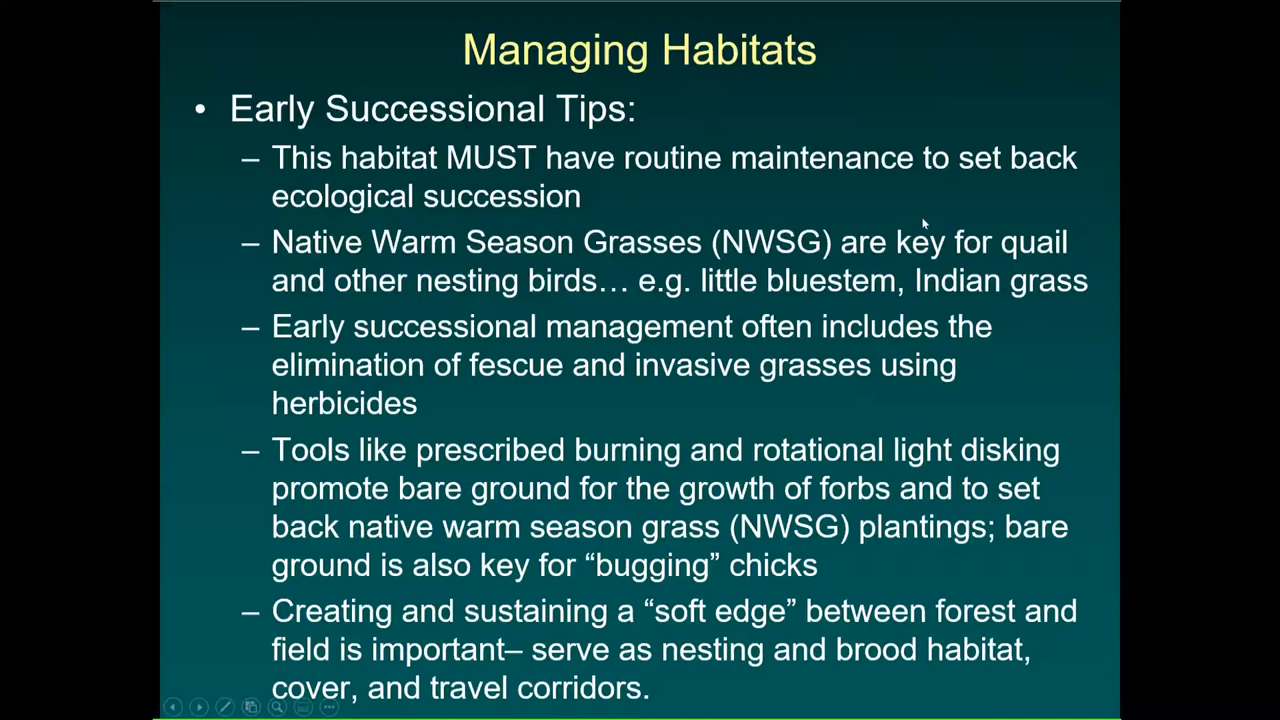 Managing Habitats
• Early Successional Tips:
– This habitat MUST have routine maintenance to set back
ecological succession
– Native Warm Season Grasses (NWSG) are key for quail
and other nesting birds… e.g. little bluestem, Indian grass
– Early successional management often includes the
elimination of fescue and invasive grasses using
herbicides
– Tools like prescribed burning and rotational light disking
promote bare ground for the growth of forbs and to set
back native warm season grass (NWSG) plantings; bare
ground is also key for “bugging” chicks
– Creating and sustaining a “soft edge” between forest and
field is important– serve as nesting and brood habitat,
cover, and travel corridors.